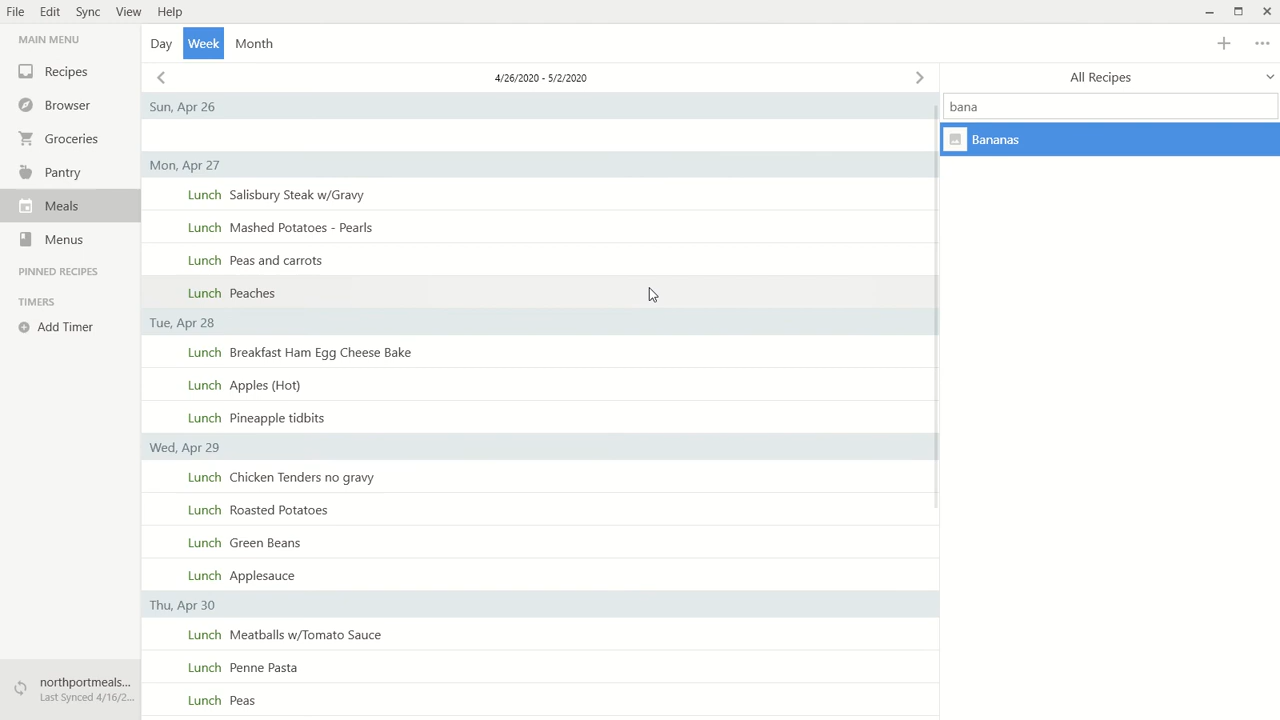 File Edit Sync View Help
MAIN MENU
Recipes
Browser
Groceries
Pantry
Meals
Menus
PINNED RECIPES
TIMERS
Add Timer
northportmeals...
Last Synced 4/16/2...
Day Week Month
4/26/2020 - 5/2/2020
Sun, Apr 26
Mon, Apr 27
Lunch Salisbury Steak w/Gravy
Lunch Mashed Potatoes - Pearls
Lunch Peas and carrots
Lunch Peaches
Tue, Apr 28
Lunch Breakfast Ham Egg Cheese Bake
Lunch Apples (Hot)
Lunch Pineapple tidbits
Wed, Apr 29
Lunch Chicken Tenders no gravy
Lunch Roasted Potatoes
Lunch Green Beans
Lunch Applesauce
Thu, Apr 30
Lunch Meatballs w/Tomato Sauce
Lunch Penne Pasta
Lunch Peas
All Recipes
bana
Bananas